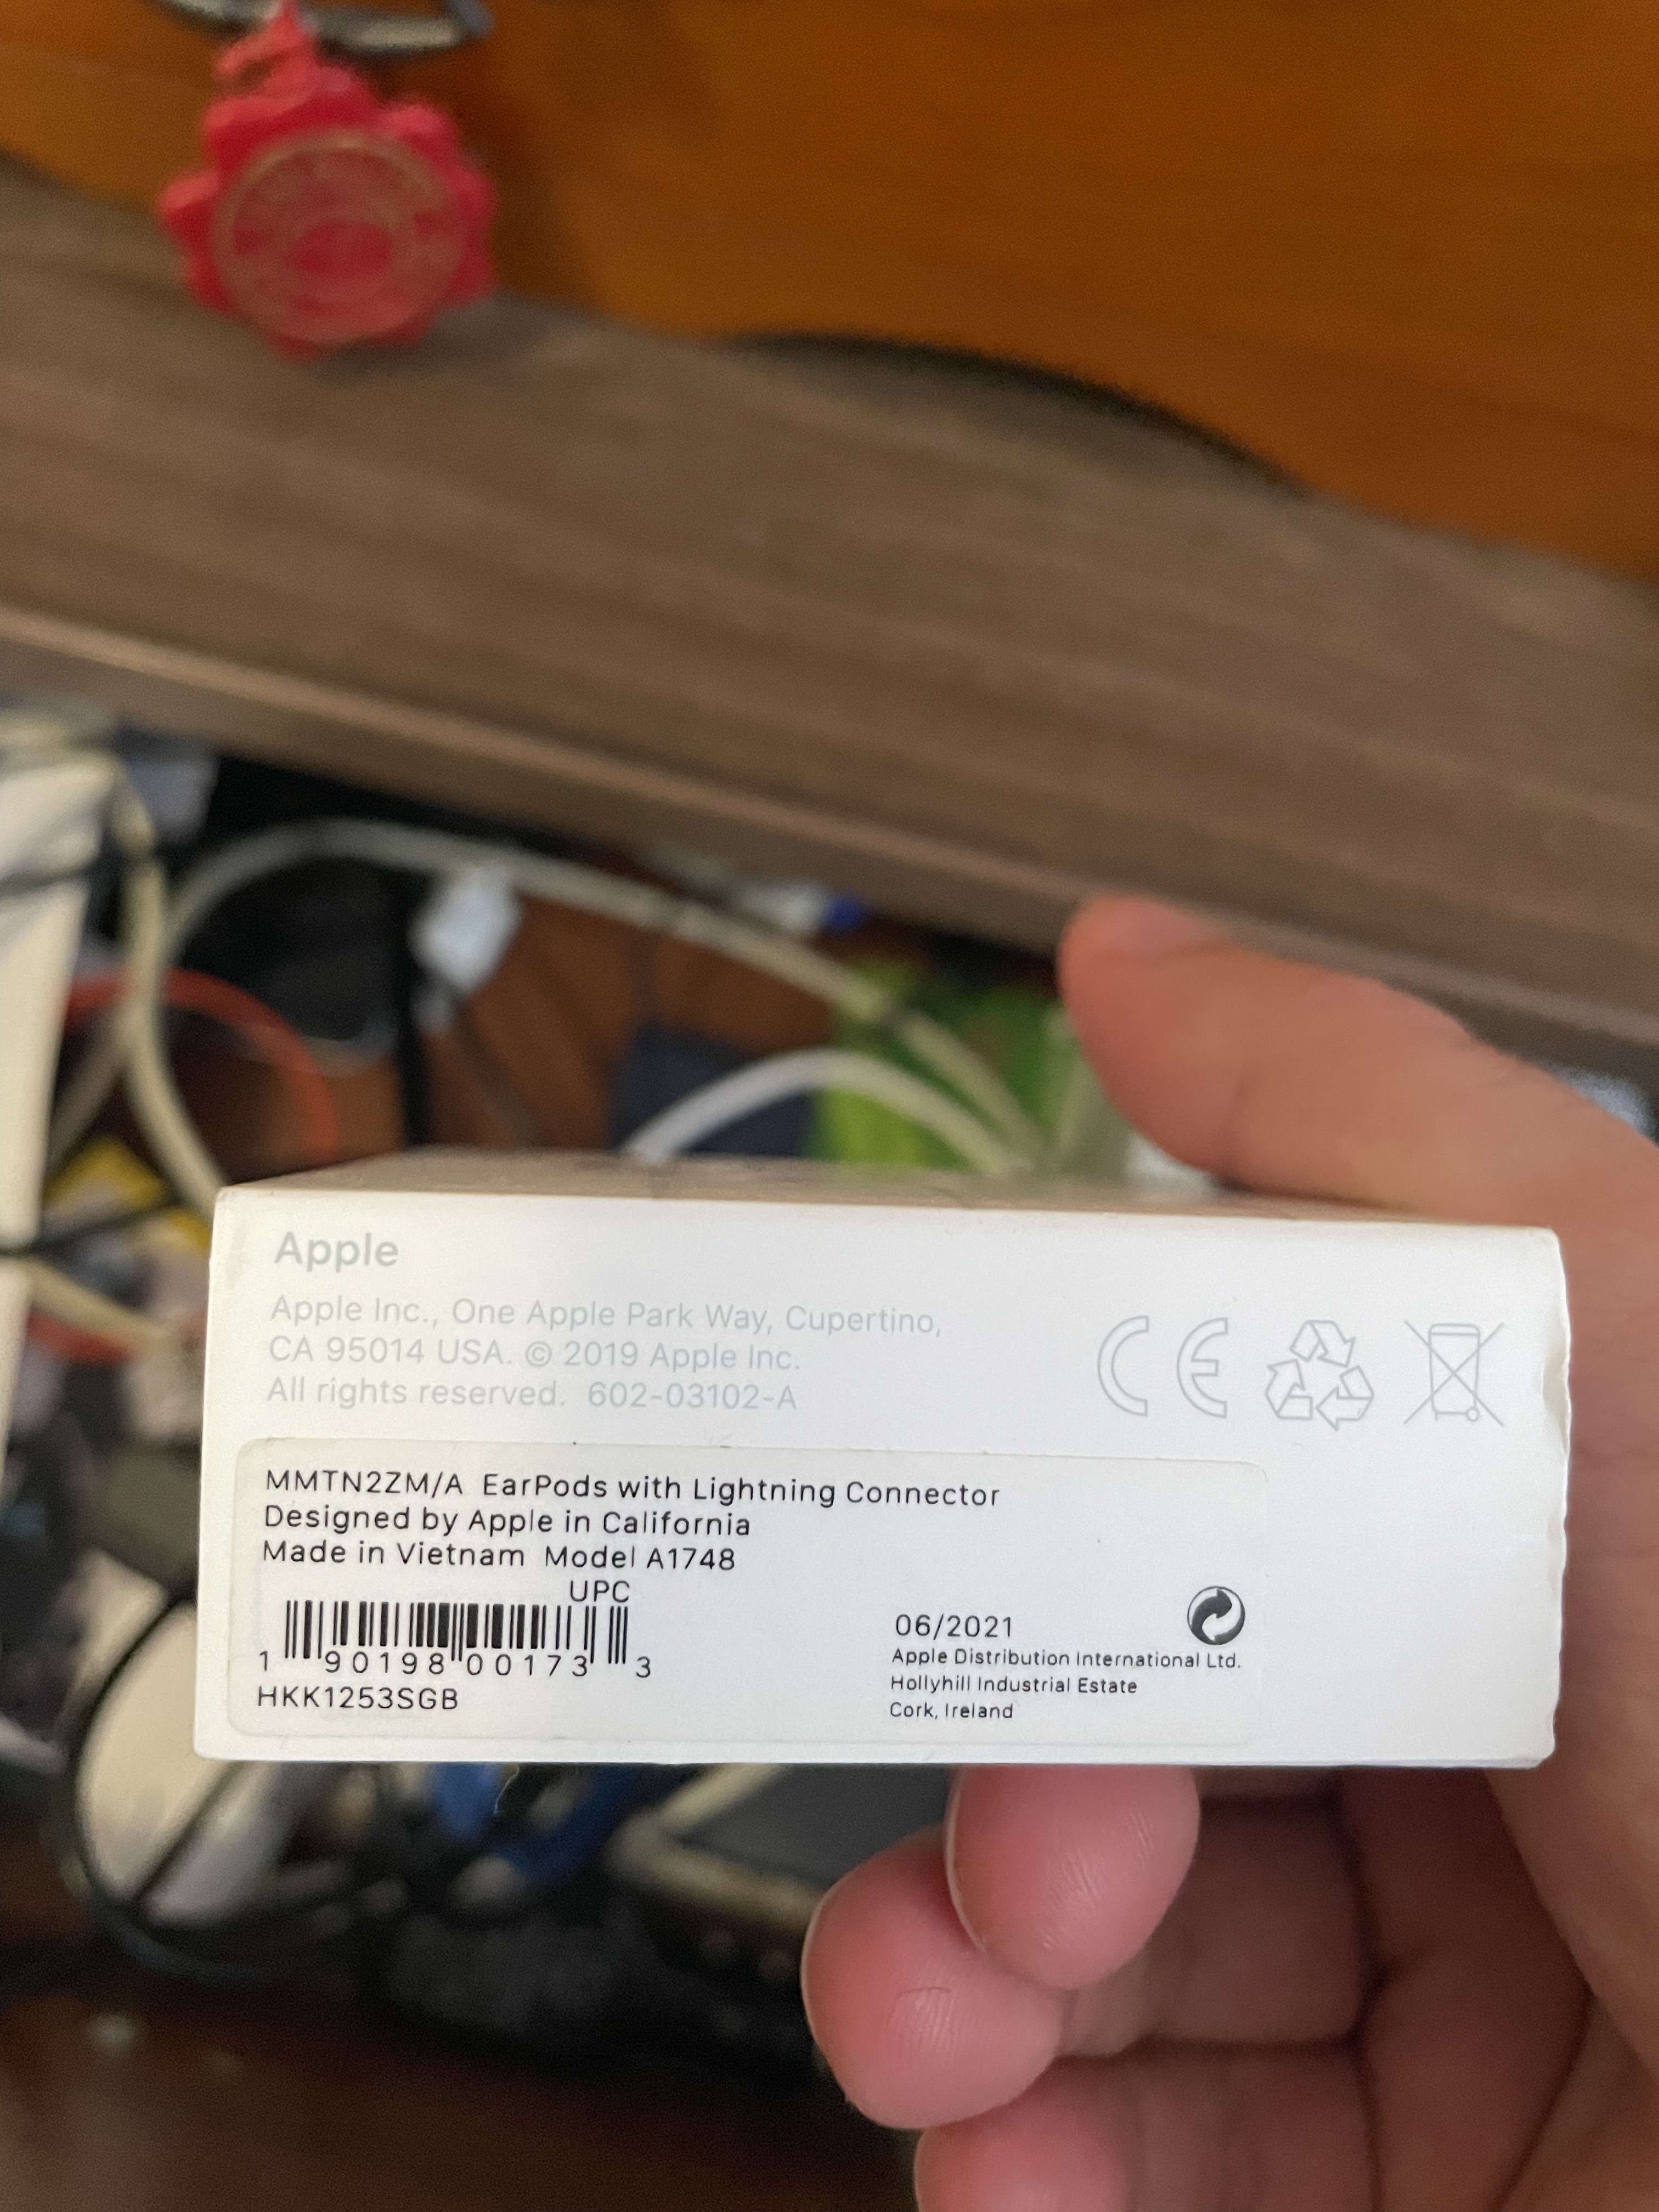 Apple
Apple Inc., One Apple Park Way, Cupertino,
CA 95014 USA. © 2019 Apple Inc.
All rights reserved. 602-03102-A
CE
MMTN2ZM/A EarPods with Lightning Connector
Designed by Apple in California
Made in Vietnam Model A1748
UPC
1 90198 00173 3
HKK1253SGB
06/2021
Apple Distribution International Ltd.
Hollyhill Industrial Estate
Cork, Ireland